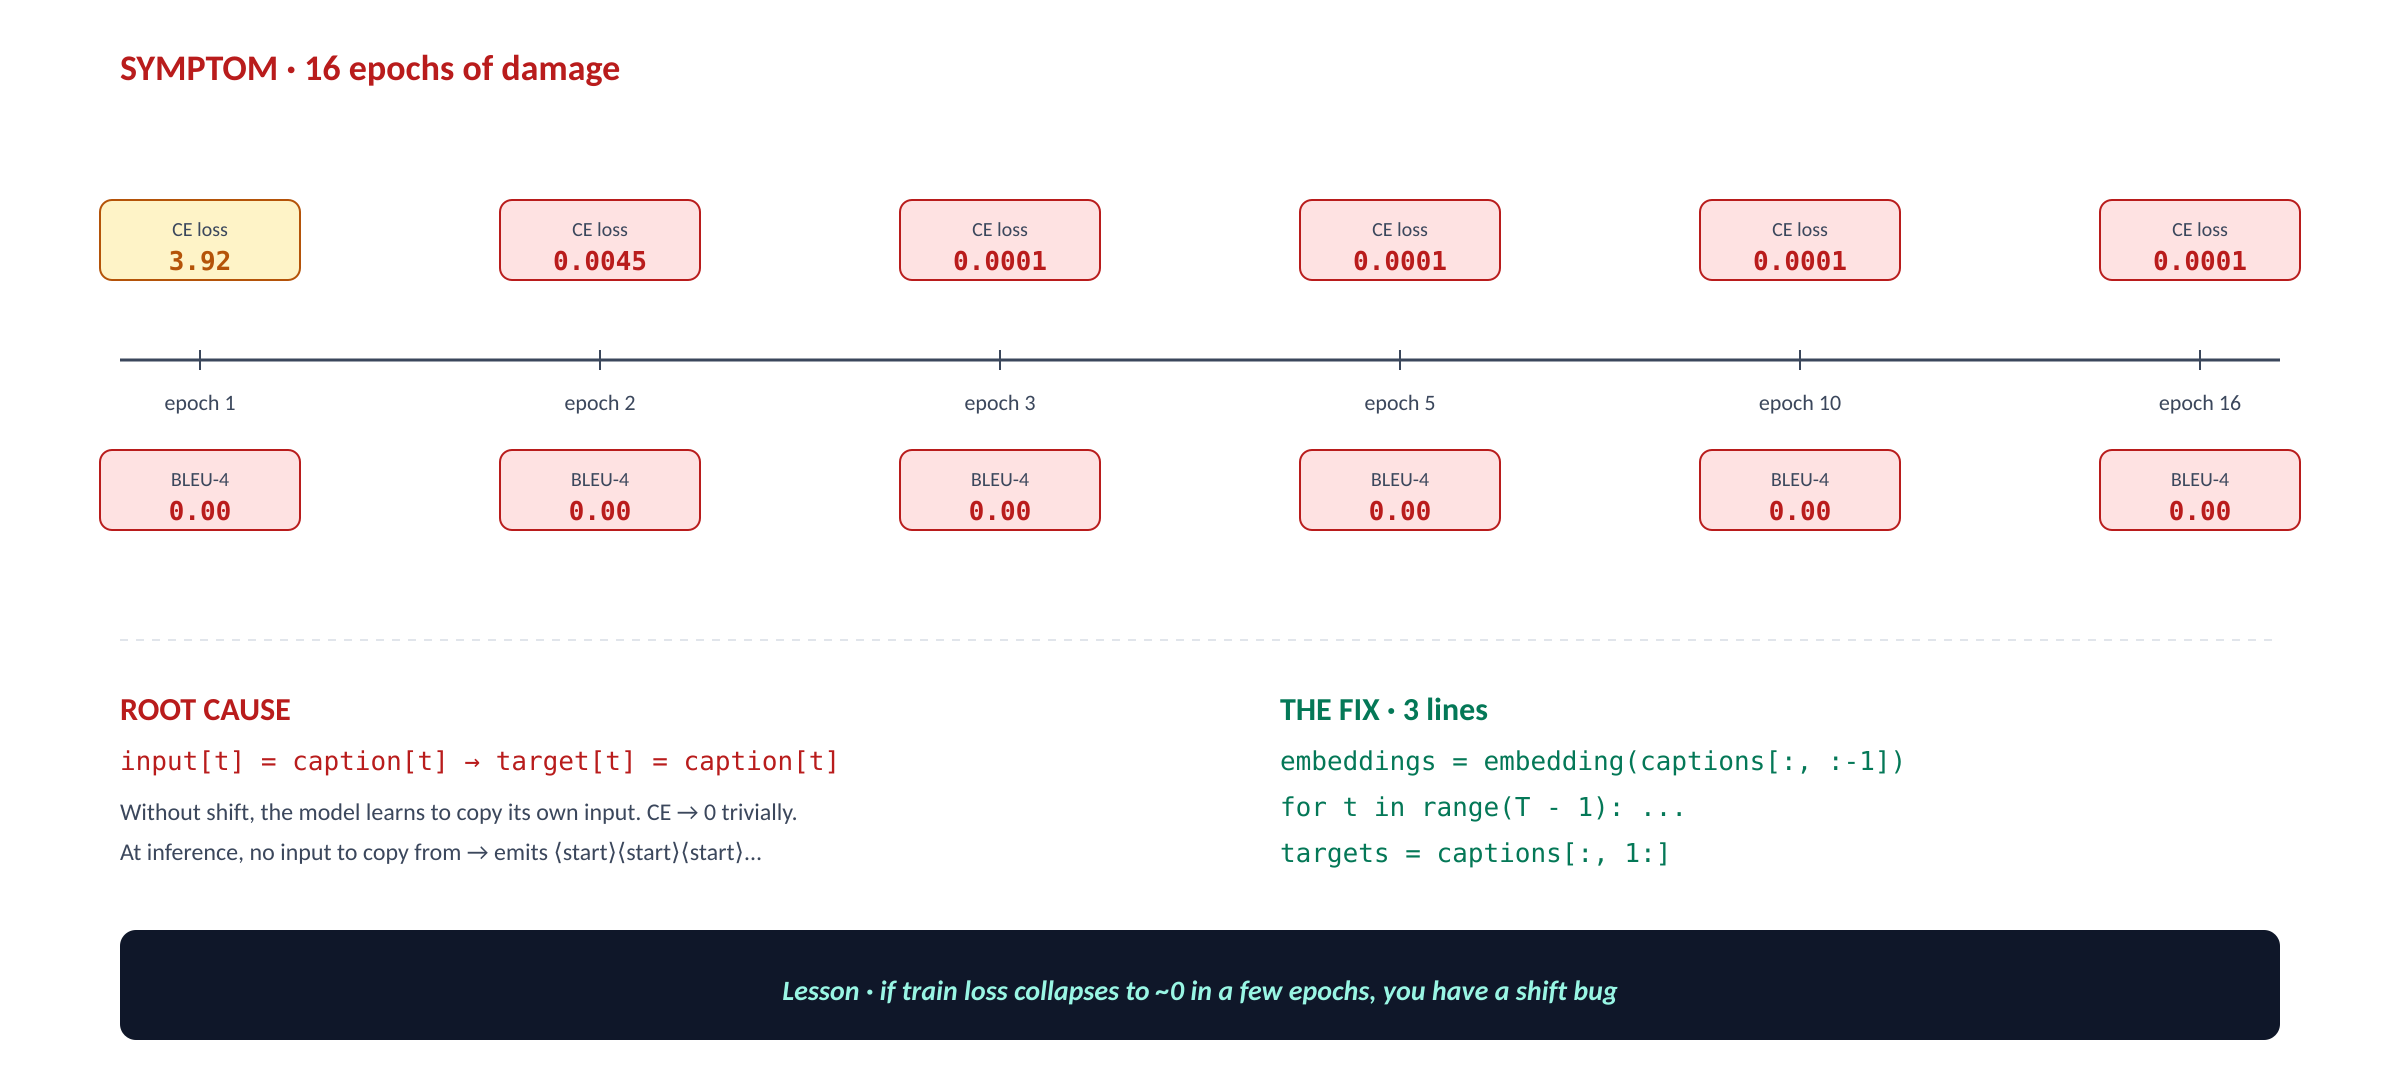 SYMPTOM · 16 epochs of damage
CE loss CE loss CE loss CE loss CE loss CE loss
3.92 0.0045 0.0001 0.0001 0.0001 0.0001
epoch 1 epoch 2 epoch 3 epoch 5 epoch 10 epoch 16
BLEU-4 BLEU-4 BLEU-4 BLEU-4 BLEU-4 BLEU-4
0.00 0.00 0.00 0.00 0.00 0.00
ROOT CAUSE
input[t] = caption[t] → target[t] = caption[t]
Without shift, the model learns to copy its own input. CE → 0 trivially.
At inference, no input to copy from → emits ⟨start⟩⟨start⟩⟨start⟩...
THE FIX · 3 lines
embeddings = embedding(captions[:, :-1])
for t in range(T - 1): ...
targets = captions[:, 1:]
Lesson · if train loss collapses to ~0 in a few epochs, you have a shift bug